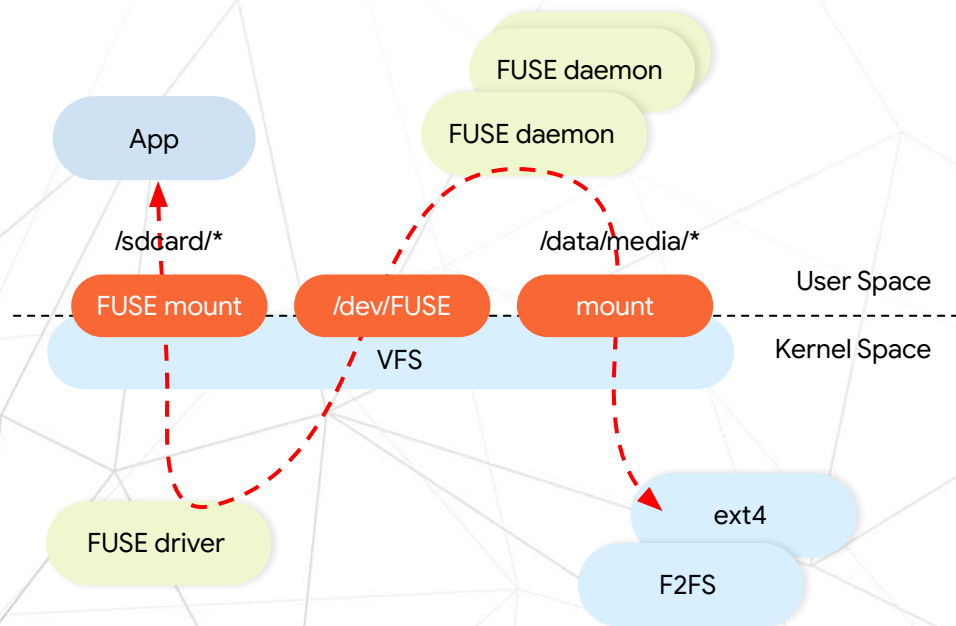 FUSE daemon
FUSE daemon
App
/sdcard/*
/data/media/*
User Space
FUSE mount
/dev/FUSE
mount
Kernel Space
VFS
ext4
FUSE driver
F2FS